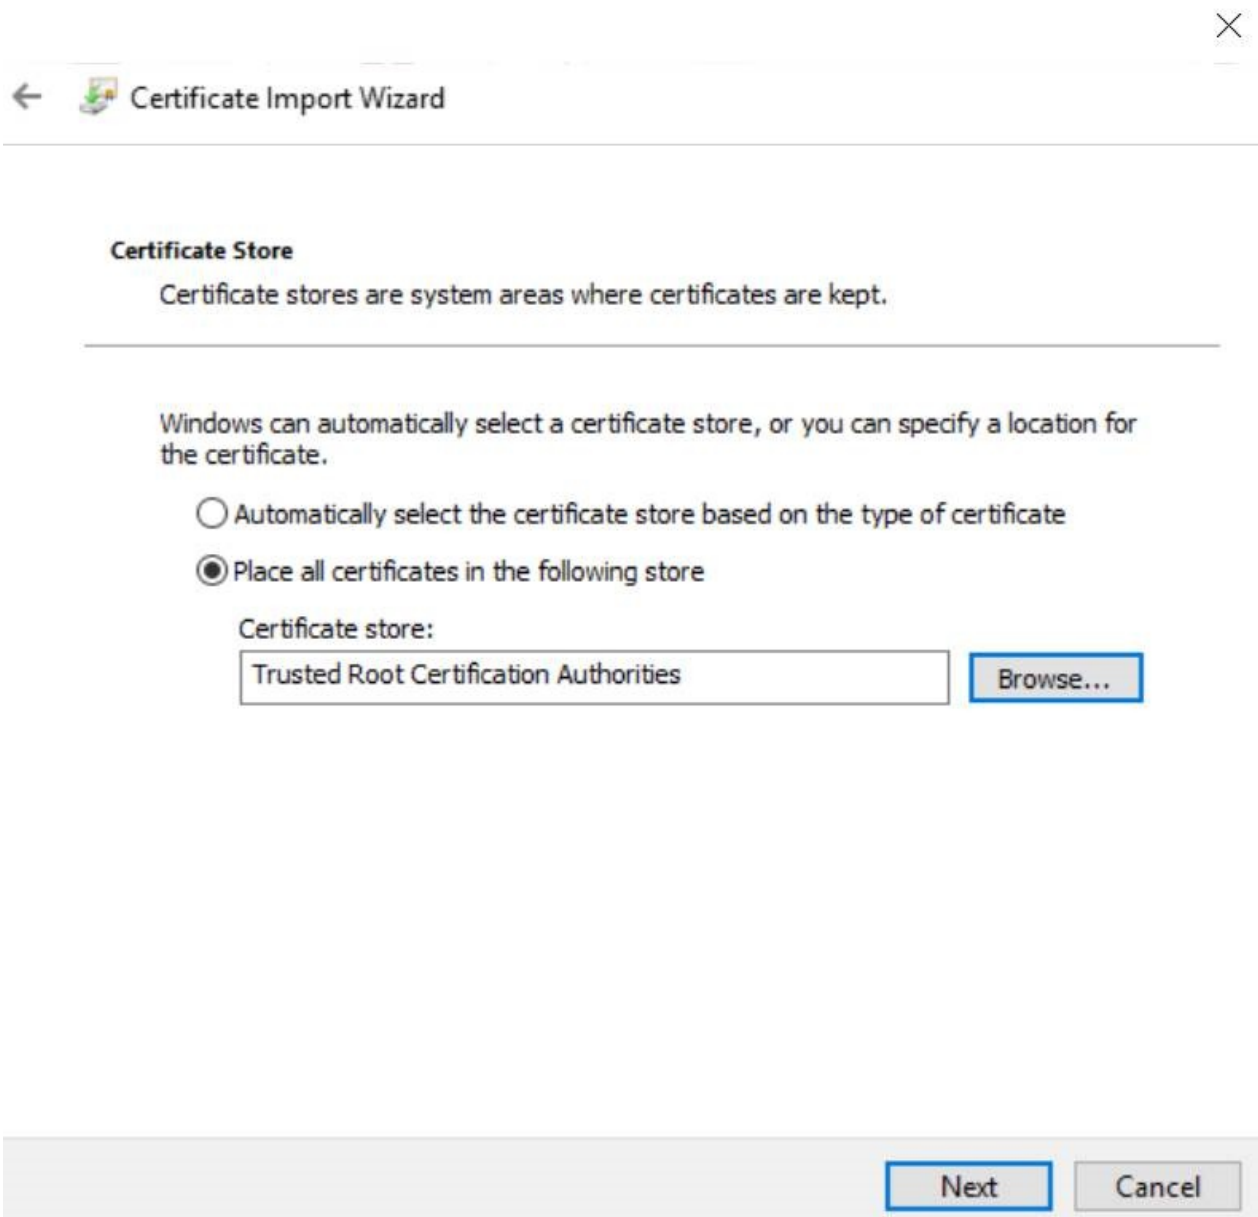 Certificate Import Wizard
Certificate Store
Certificate stores are system areas where certificates are kept.
Windows can automatically select a certificate store, or you can specify a location for
the certificate.
Automatically select the certificate store based on the type of certificate
Place all certificates in the following store
Certificate store:
Trusted Root Certification Authorities
Browse...
Next
Cancel